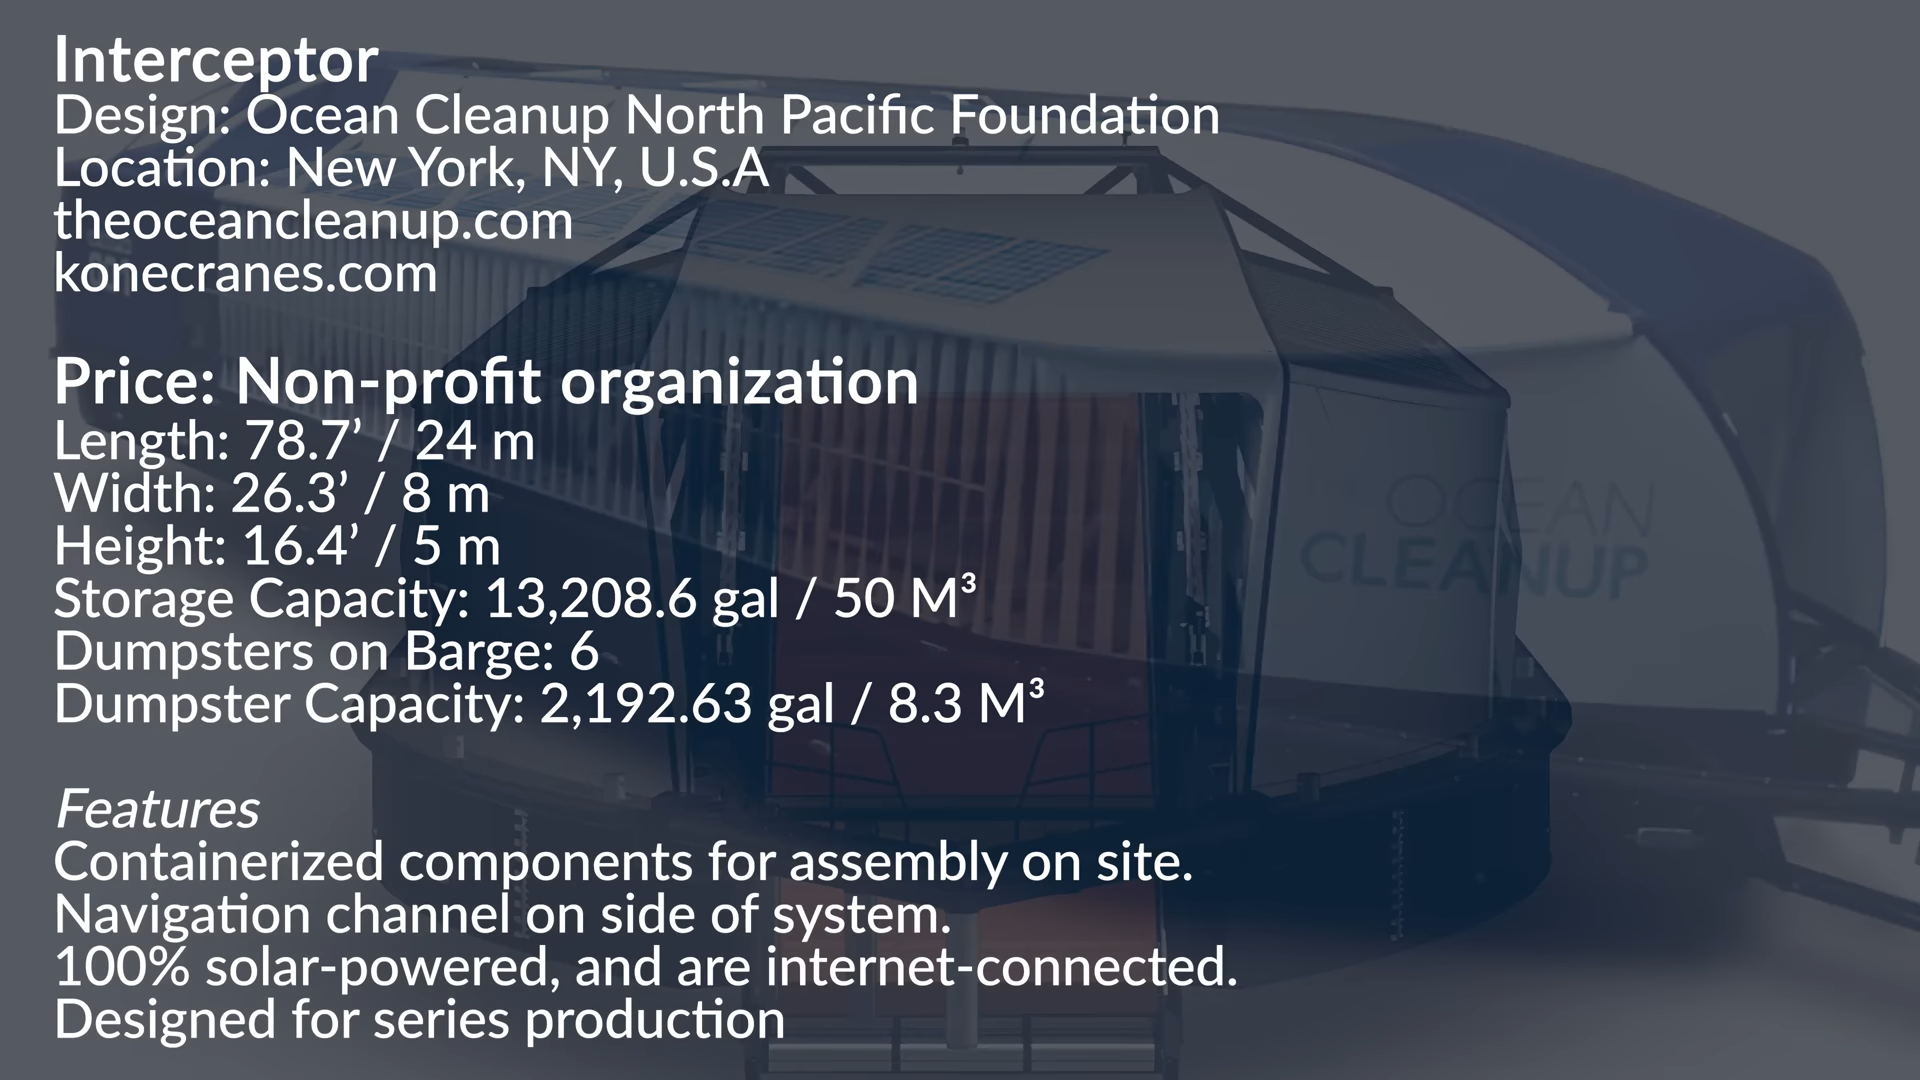 Interceptor
Design: Ocean Cleanup North Pacific Foundation
Location: New York, NY, U.S.A
theoceancleanup.com
konecranes.com
Price: Non-profit organization
Length: 78.7’ / 24 m
Width: 26.3’ / 8 m
Height: 16.4’ / 5 m
Storage Capacity: 13,208.6 gal / 50 M³
Dumpsters on Barge: 6
Dumpster Capacity: 2,192.63 gal / 8.3 M³
Features
Containerized components for assembly on site.
Navigation channel on side of system.
100% solar-powered, and are internet-connected.
Designed for series production
OCEAN
CLEANUP